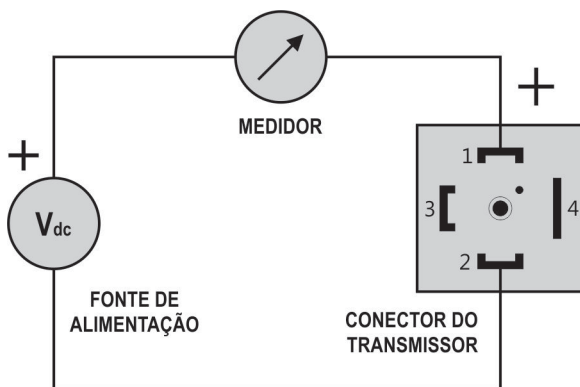 MEDIDOR
+
+
1
3
4
Vdc
2
FONTE DE
ALIMENTAÇÃO
CONECTOR DO
TRANSMISSOR